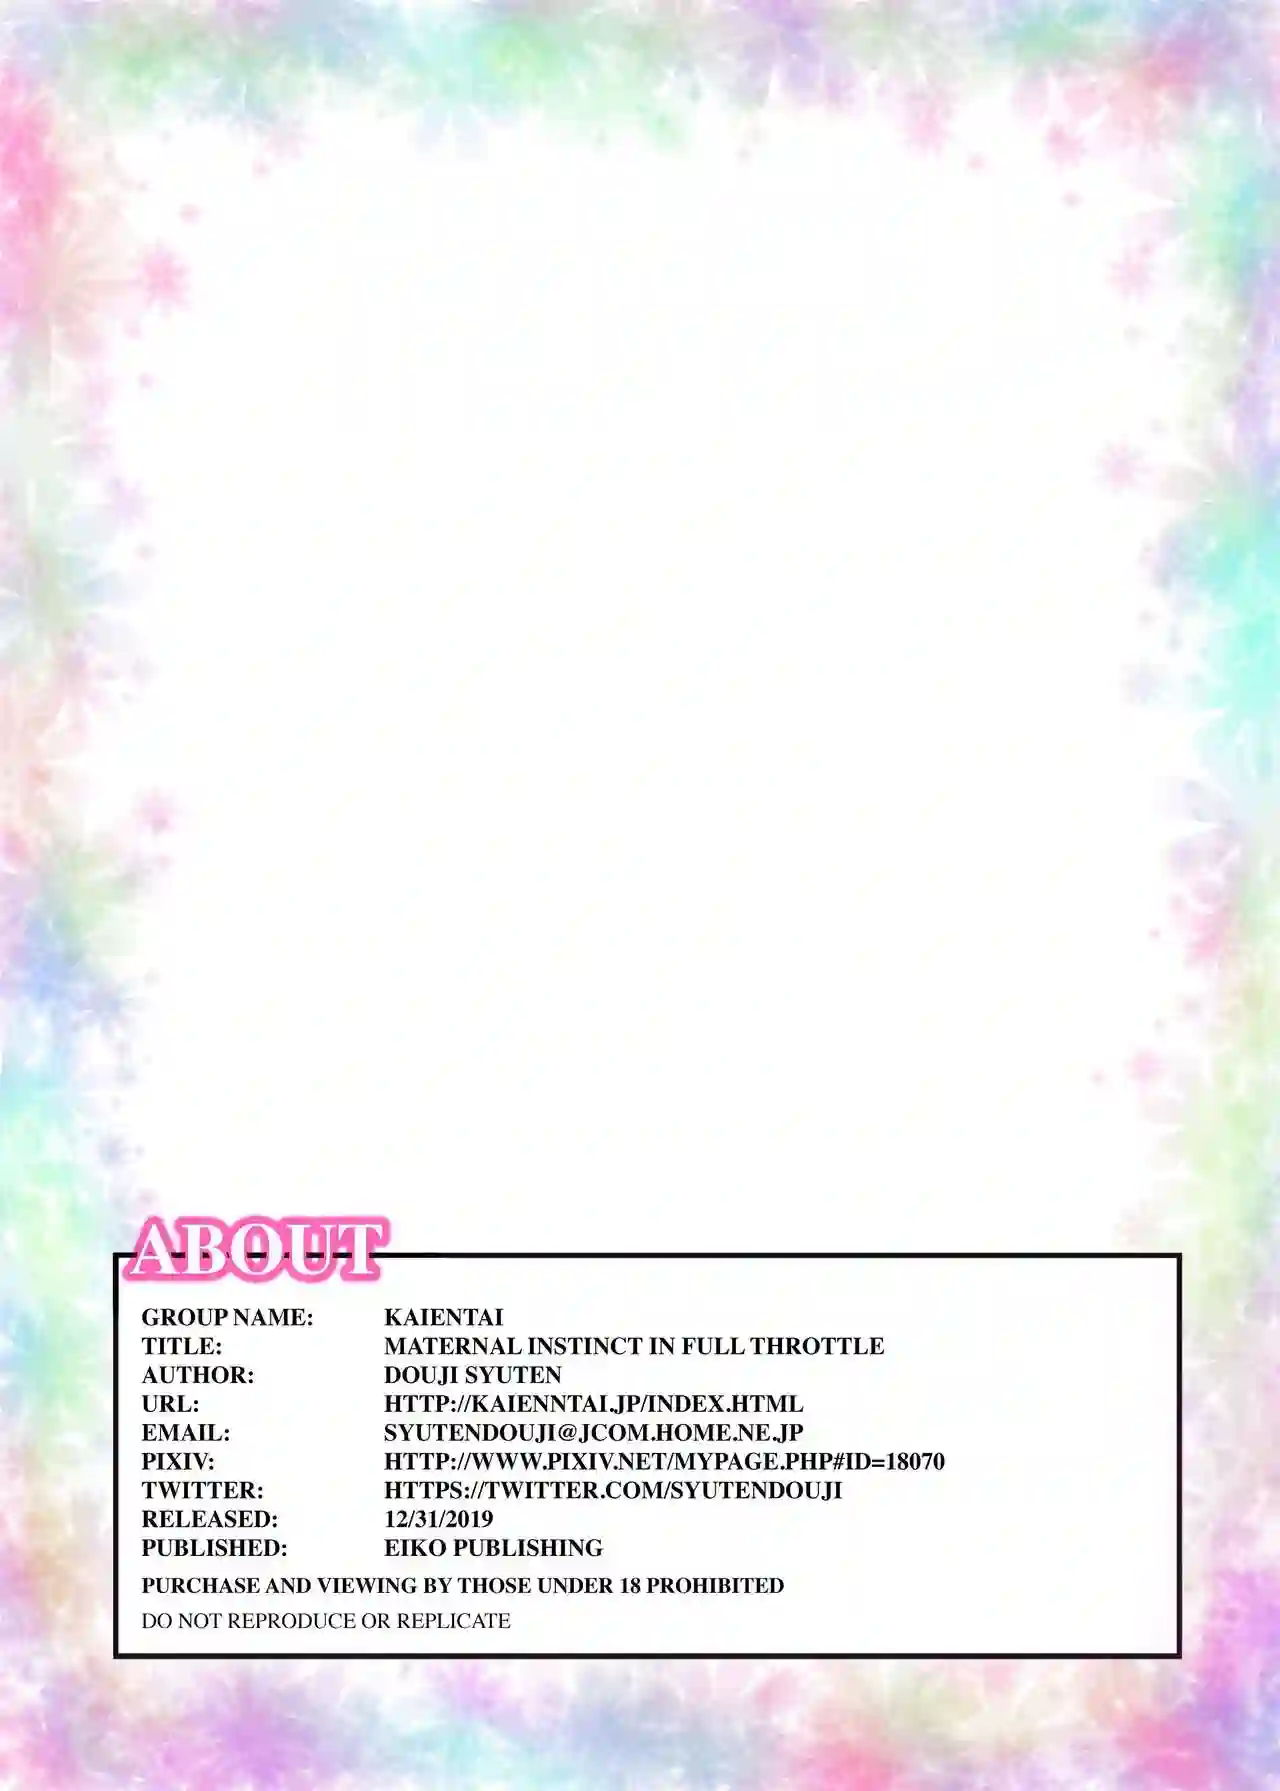 ABOUT
GROUP NAME: KAIENTAI
TITLE: MATERNAL INSTINCT IN FULL THROTTLE
AUTHOR: DOUJI SYUTEN
URL: HTTP://KAIENNTAI.JP/INDEX.HTML
EMAIL: SYUTENDOUJI@JCOM.HOME.NE.JP
PIXIV: HTTP://WWW.PIXIV.NET/MYPAGE.PHP#ID=18070
TWITTER: HTTPS://TWITTER.COM/SYUTENDOUJI
RELEASED: 12/31/2019
PUBLISHED: EIKO PUBLISHING
PURCHASE AND VIEWING BY THOSE UNDER 18 PROHIBITED
DO NOT REPRODUCE OR REPLICATE